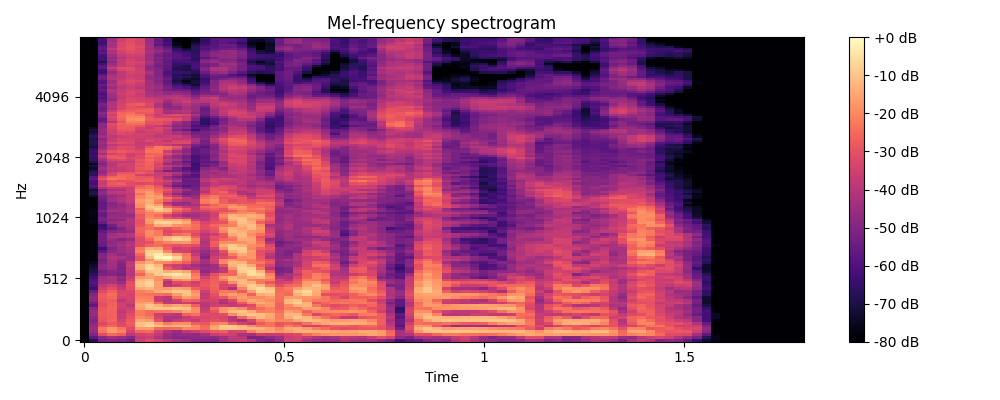 Mel-frequency spectrogram
+0 dB
-10 dB
-20 dB
-30 dB
-40 dB
-50 dB
-60 dB
-70 dB
-80 dB
4096
2048
1024
512
0
Hz
0
0.5
1
1.5
Time